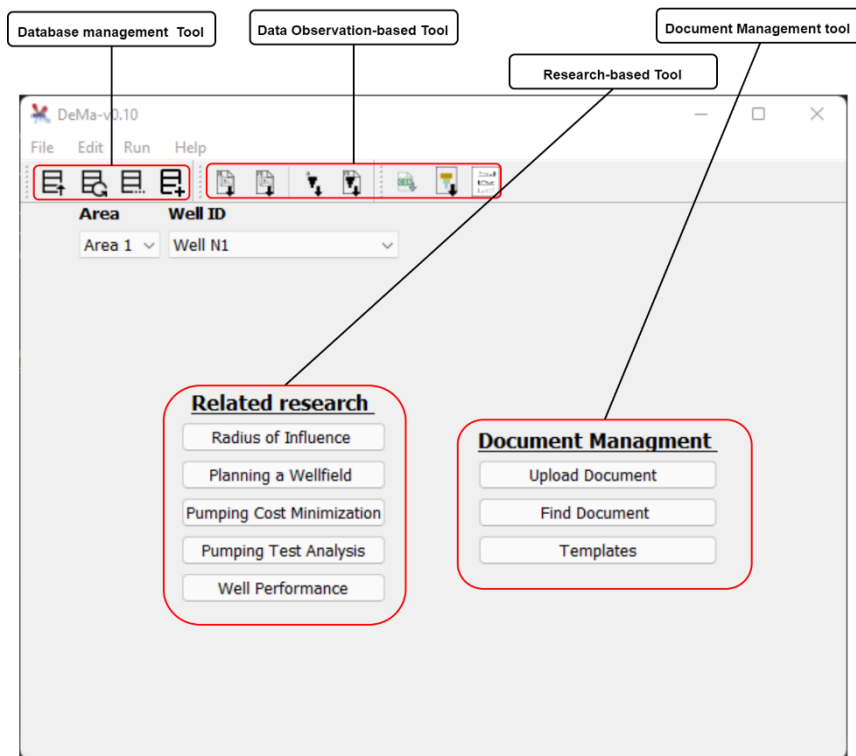 Database management Tool
Data Observation-based Tool
Document Management tool
Research-based Tool
DeMa-v0.10
File Edit Run Help
Area Well ID
Area 1 Well N1
Related research
Radius of Influence
Planning a Wellfield
Pumping Cost Minimization
Pumping Test Analysis
Well Performance
Document Managment
Upload Document
Find Document
Templates